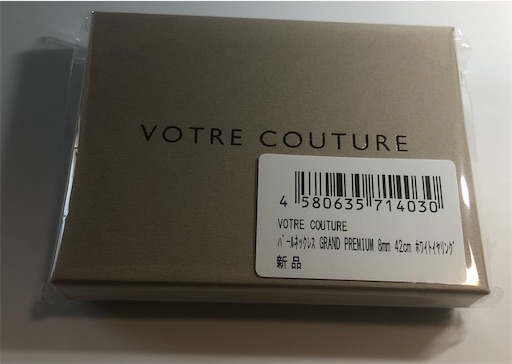 VOTRE COUTURE
4 580635 714030
VOTRE COUTURE
ﾊﾟｰﾙﾈｯｸﾚｽ GRAND PREMIUM 8mm 42cm ﾎﾜｲﾄｲﾔﾘﾝｸﾞ
新品